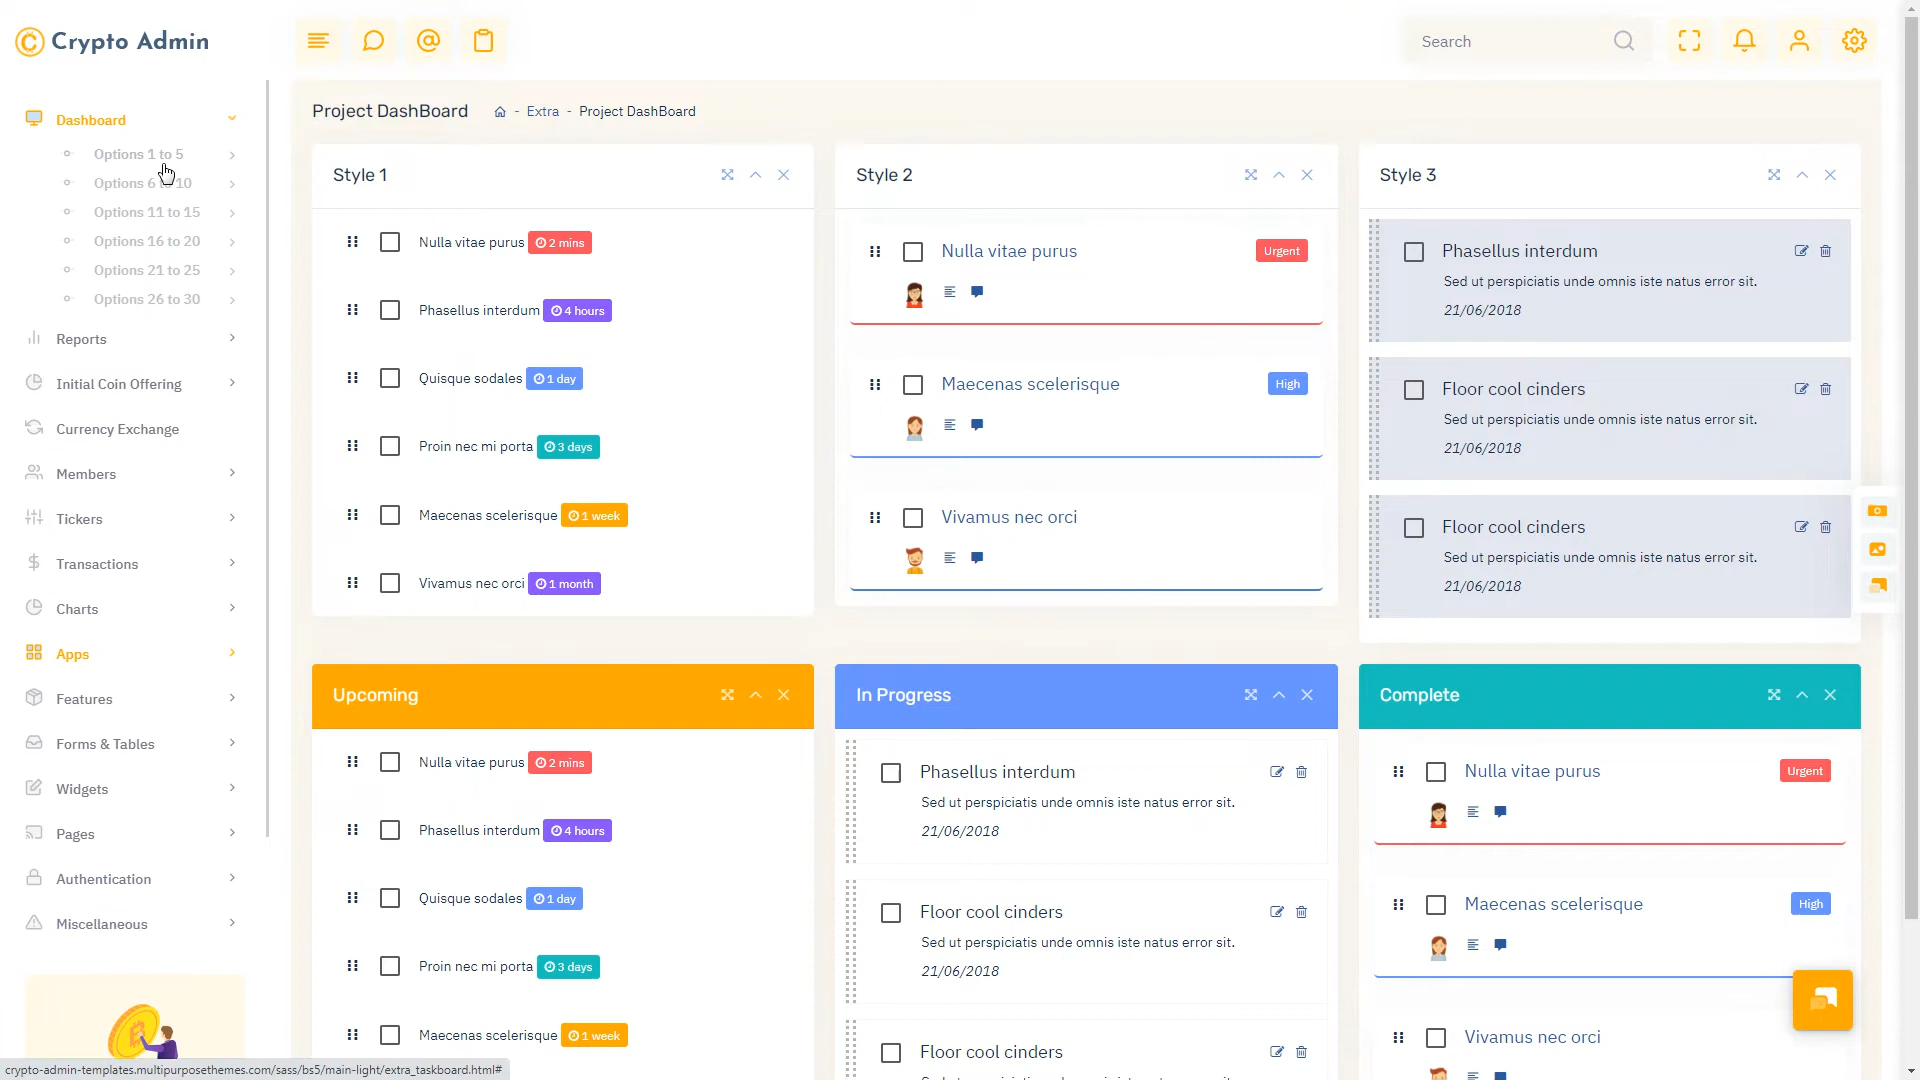 Crypto Admin
Search
Dashboard
Options 1 to 5
Options 6 to 10
Options 11 to 15
Options 16 to 20
Options 21 to 25
Options 26 to 30
Reports
Initial Coin Offering
Currency Exchange
Members
Tickers
Transactions
Charts
Apps
Features
Forms & Tables
Widgets
Pages
Authentication
Miscellaneous
Project DashBoard
- Extra - Project DashBoard
Style 1
Nulla vitae purus 2 mins
Phasellus interdum 4 hours
Quisque sodales 1 day
Proin nec mi porta 3 days
Maecenas scelerisque 1 week
Vivamus nec orci 1 month
Style 2
Nulla vitae purus Urgent
Maecenas scelerisque High
Vivamus nec orci
Style 3
Phasellus interdum
Sed ut perspiciatis unde omnis iste natus error sit.
21/06/2018
Floor cool cinders
Sed ut perspiciatis unde omnis iste natus error sit.
21/06/2018
Floor cool cinders
Sed ut perspiciatis unde omnis iste natus error sit.
21/06/2018
Upcoming
Nulla vitae purus 2 mins
Phasellus interdum 4 hours
Quisque sodales 1 day
Proin nec mi porta 3 days
Maecenas scelerisque 1 week
In Progress
Phasellus interdum
Sed ut perspiciatis unde omnis iste natus error sit.
21/06/2018
Floor cool cinders
Sed ut perspiciatis unde omnis iste natus error sit.
21/06/2018
Floor cool cinders
Complete
Nulla vitae purus Urgent
Maecenas scelerisque High
Vivamus nec orci
crypto-admin-templates.multipurposethemes.com/sass/bs5/main-light/extra_taskboard.html#